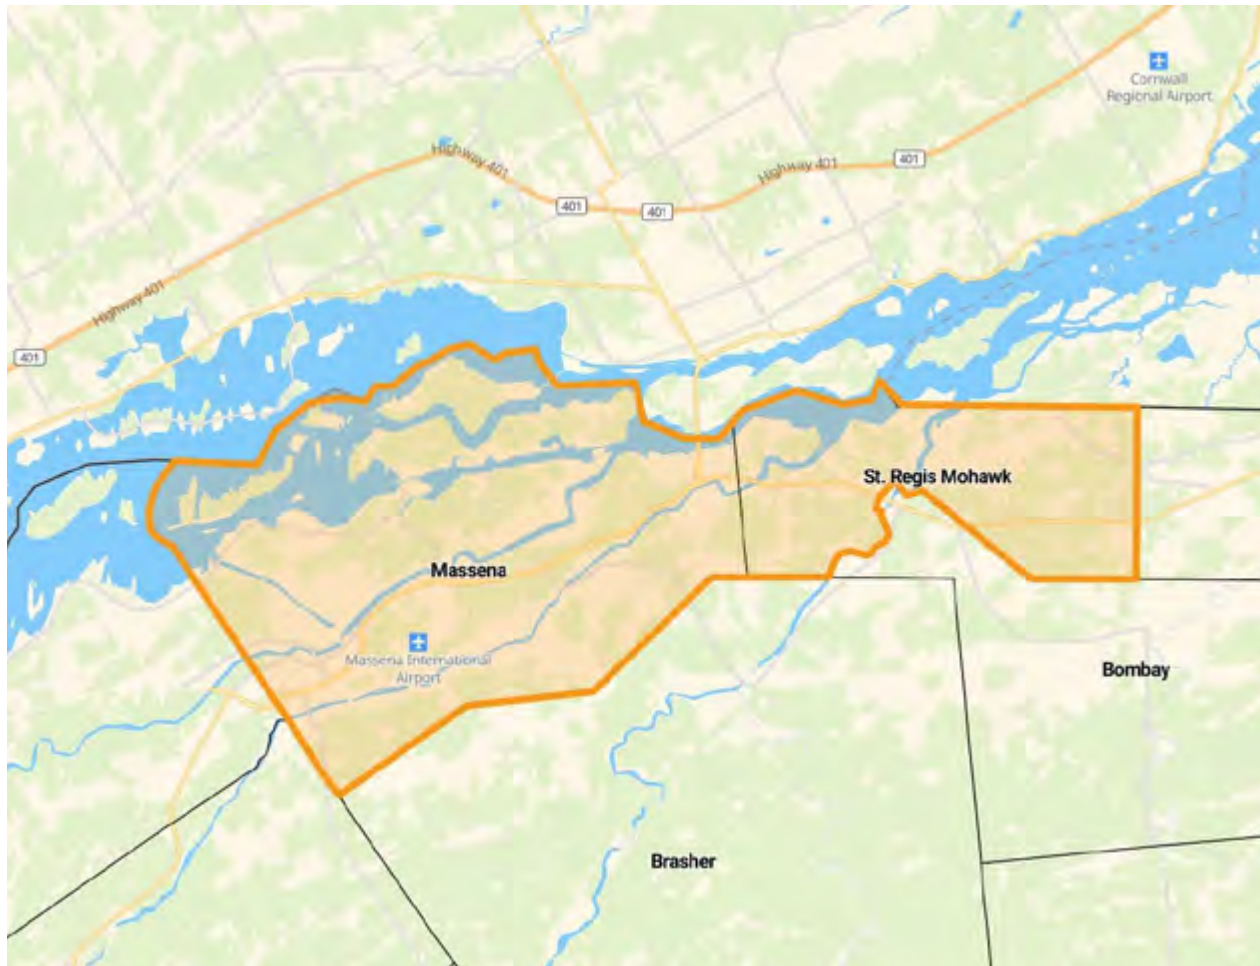 Cornwall
Regional Airport
Highway 401
401
Highway 401
401
401
Highway 401
401
St. Regis Mohawk
Massena
Massena International
Airport
Bombay
Brasher